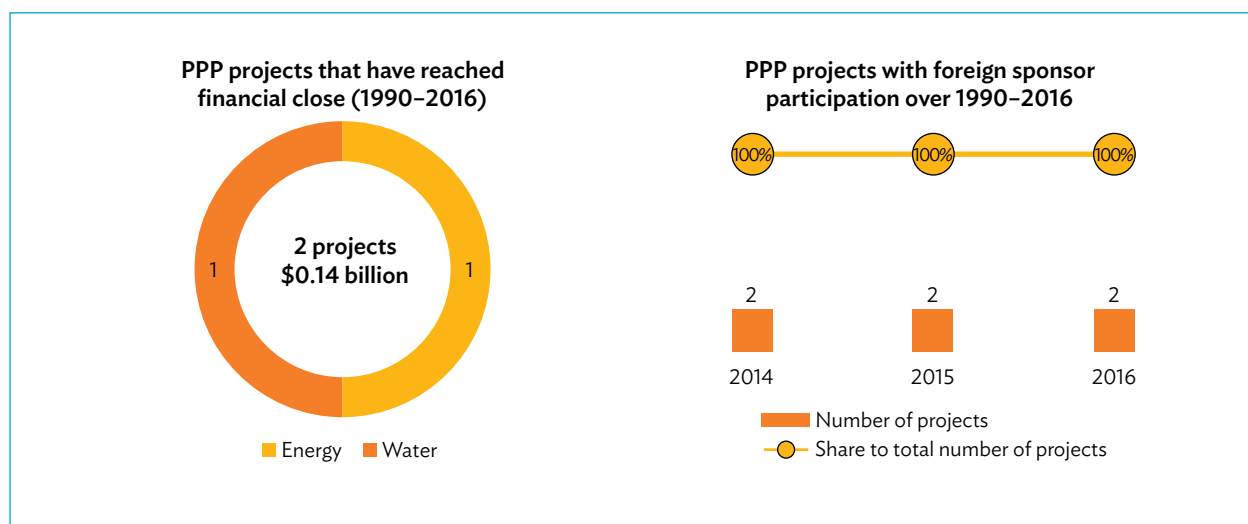 PPP projects that have reached
financial close (1990–2016)
2 projects
$0.14 billion
1
1
Energy
Water
PPP projects with foreign sponsor
participation over 1990–2016
100%
100%
100%
2
2
2
2014
2015
2016
Number of projects
Share to total number of projects